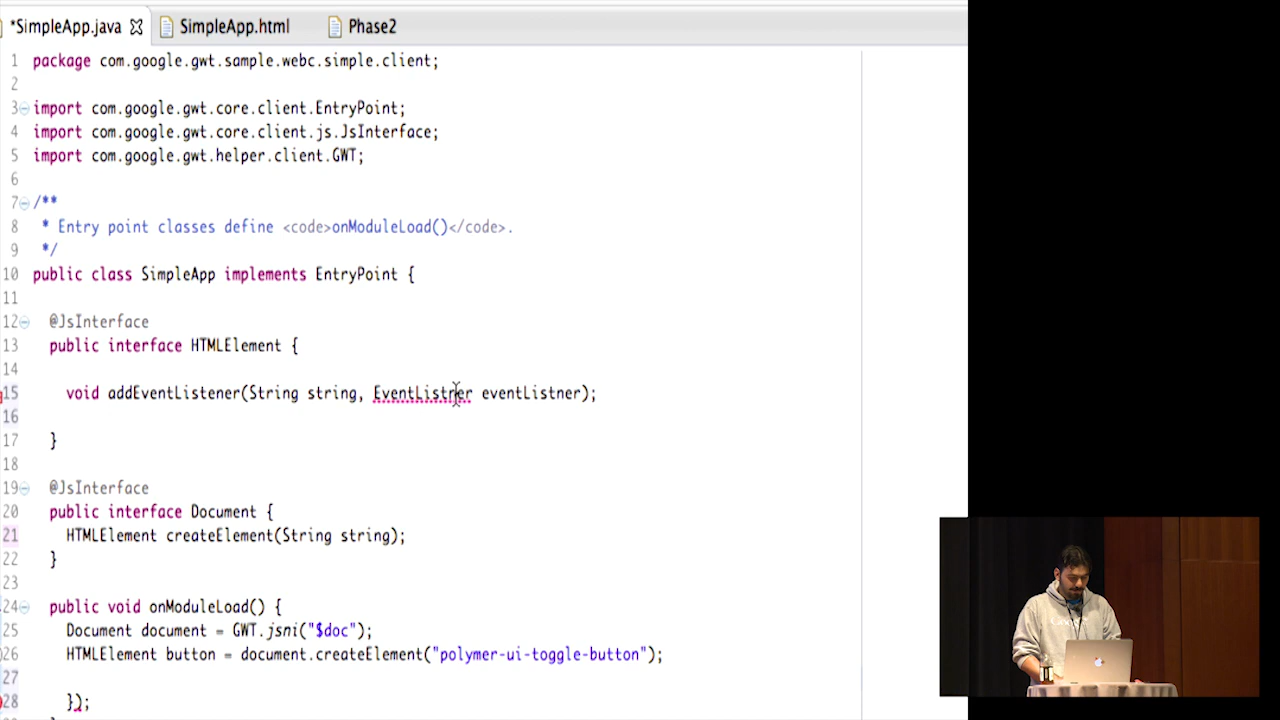 *SimpleApp.java SimpleApp.html Phase2
1 package com.google.gwt.sample.webc.simple.client;
2
3 import com.google.gwt.core.client.EntryPoint;
4 import com.google.gwt.core.client.js.JsInterface;
5 import com.google.gwt.helper.client.GWT;
6
7 /**
8 * Entry point classes define <code>onModuleLoad()</code>.
9 */
10 public class SimpleApp implements EntryPoint {
11
12 @JsInterface
13 public interface HTMLElement {
14
15 void addEventListener(String string, EventListner eventListner);
16
17 }
18
19 @JsInterface
20 public interface Document {
21 HTMLElement createElement(String string);
22 }
23
24 public void onModuleLoad() {
25 Document document = GWT.jsni("$doc");
26 HTMLElement button = document.createElement("polymer-ui-toggle-button");
27
28 });